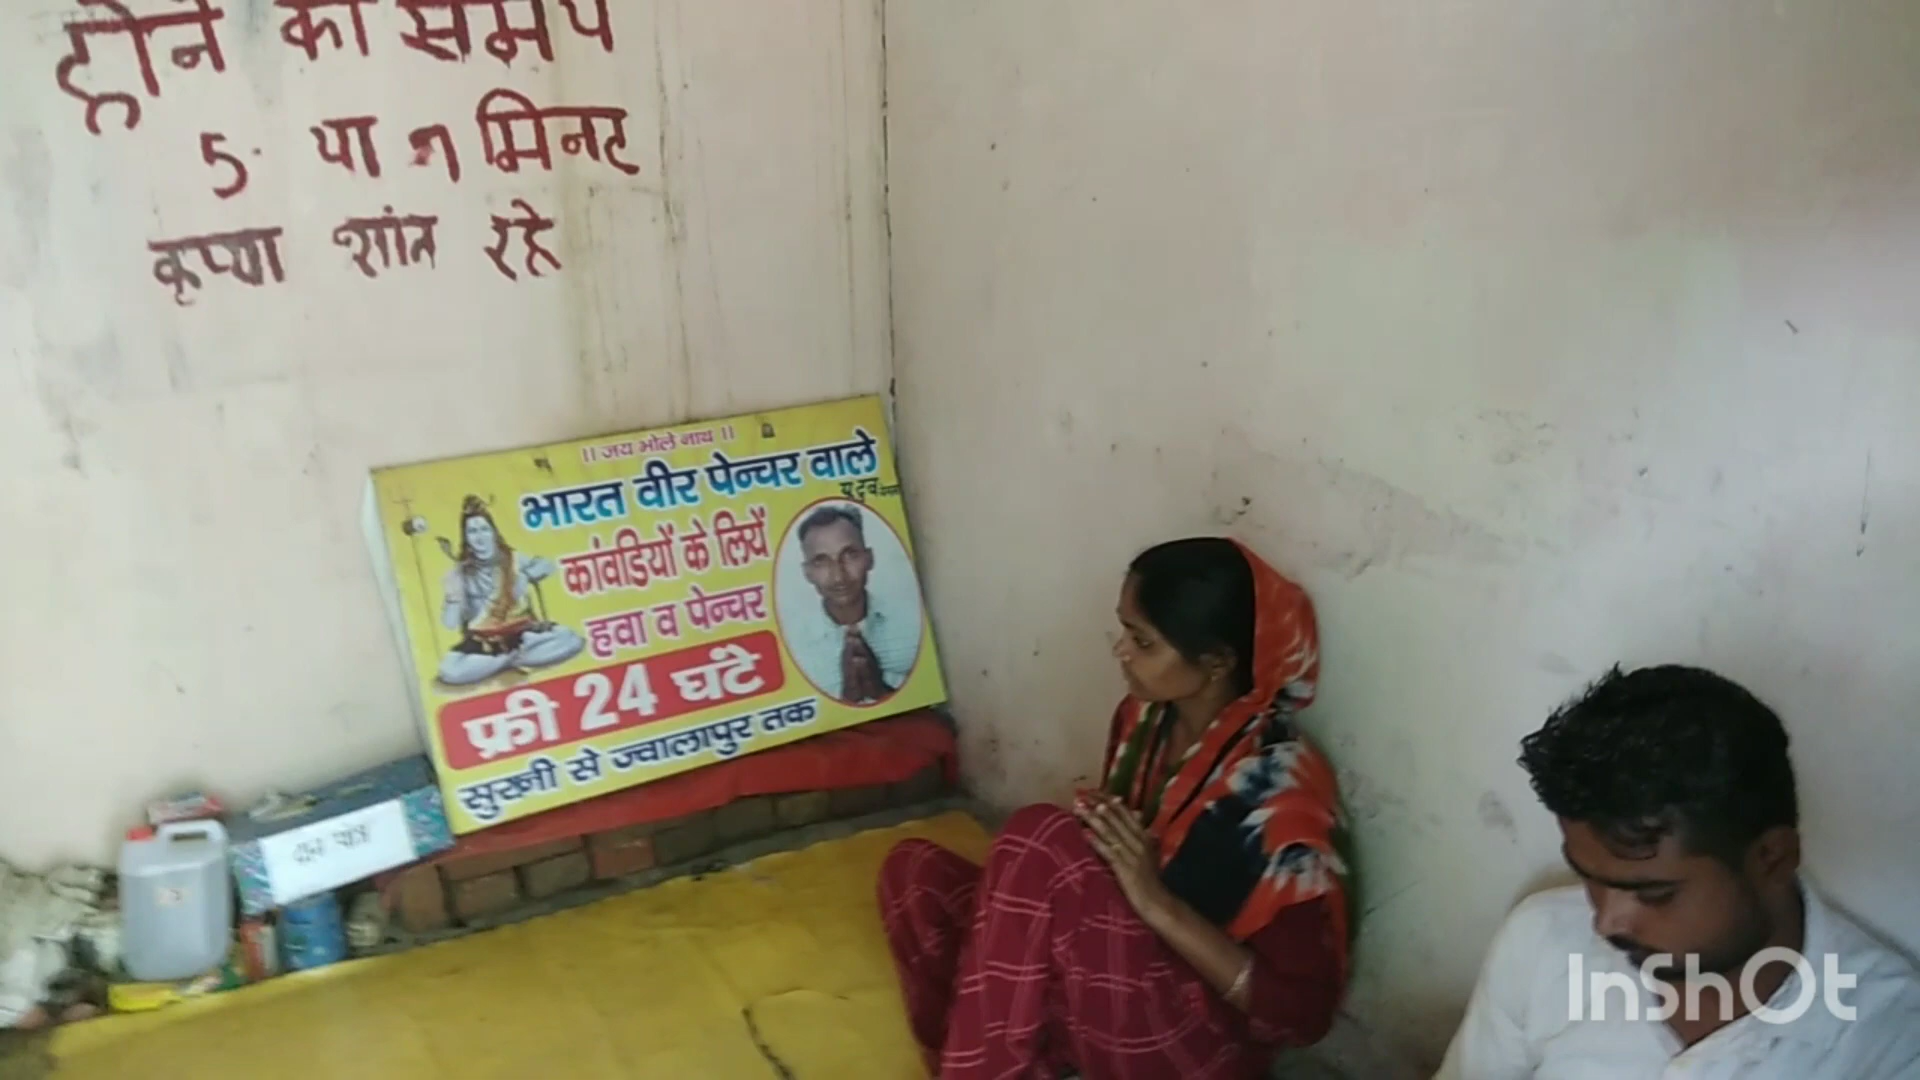 होने का समय
5 या 7 मिनट
कृप्या शांत रहे
॥ जय भोले नाथ ॥
भारत वीर पेन्चर वाले
कांवडियों के लियें
हवा व पेन्चर
फ्री 24 घंटे
सुखी से ज्वालापुर तक
दान पात्र
InShOt